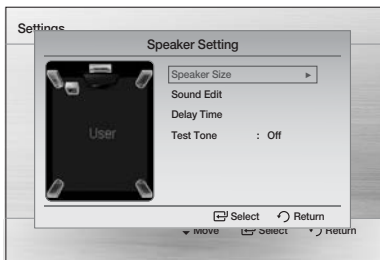 Settings
Speaker Setting
Speaker Size ►
Sound Edit
Delay Time
Test Tone : Off
User
Select Return
Move Select Return